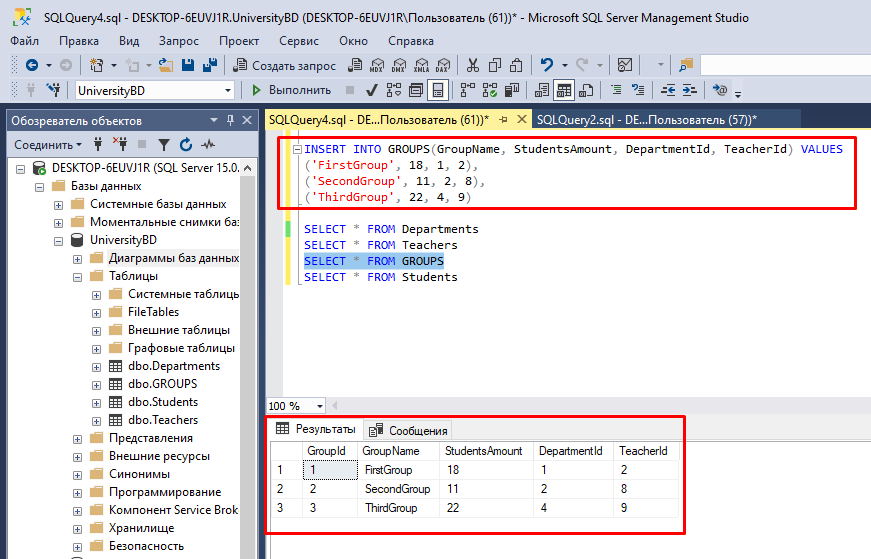 SQLQuery4.sql - DESKTOP-6EUVJ1R.UniversityBD (DESKTOP-6EUVJ1R\Пользователь (61))* - Microsoft SQL Server Management Studio
Файл Правка Вид Запрос Проект Сервис Окно Справка
Создать запрос MDX DMX XMLA DAX
UniversityBD Выполнить
Обозреватель объектов
SQLQuery4.sql - DE...Пользователь (61))* SQLQuery2.sql - DE...Пользователь (57))*
Соединить
DESKTOP-6EUVJ1R (SQL Server 15.0.
Базы данных
Системные базы данных
Моментальные снимки баз
UniversityBD
Диаграммы баз данных
Таблицы
Системные таблицы
FileTables
Внешние таблицы
Графовые таблицы
dbo.Departments
dbo.GROUPS
dbo.Students
dbo.Teachers
Представления
Внешние ресурсы
Синонимы
Программирование
Компонент Service Brok
Хранилище
Безопасность
INSERT INTO GROUPS(GroupName, StudentsAmount, DepartmentId, TeacherId) VALUES
('FirstGroup', 18, 1, 2),
('SecondGroup', 11, 2, 8),
('ThirdGroup', 22, 4, 9)
SELECT * FROM Departments
SELECT * FROM Teachers
SELECT * FROM GROUPS
SELECT * FROM Students
100 %
Результаты Сообщения
GroupId GroupName StudentsAmount DepartmentId TeacherId
1 1 FirstGroup 18 1 2
2 2 SecondGroup 11 2 8
3 3 ThirdGroup 22 4 9